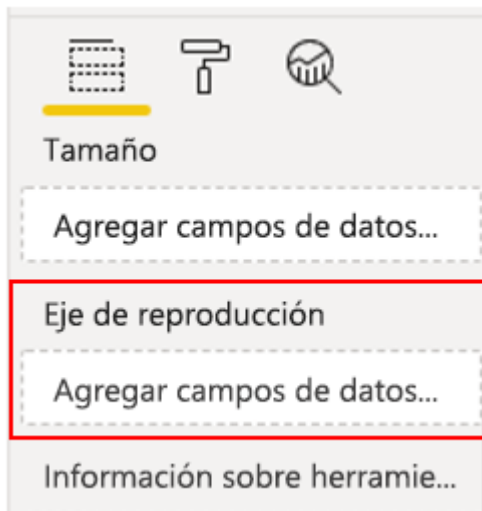 Tamaño
Agregar campos de datos...
Eje de reproducción
Agregar campos de datos...
Información sobre herramie...